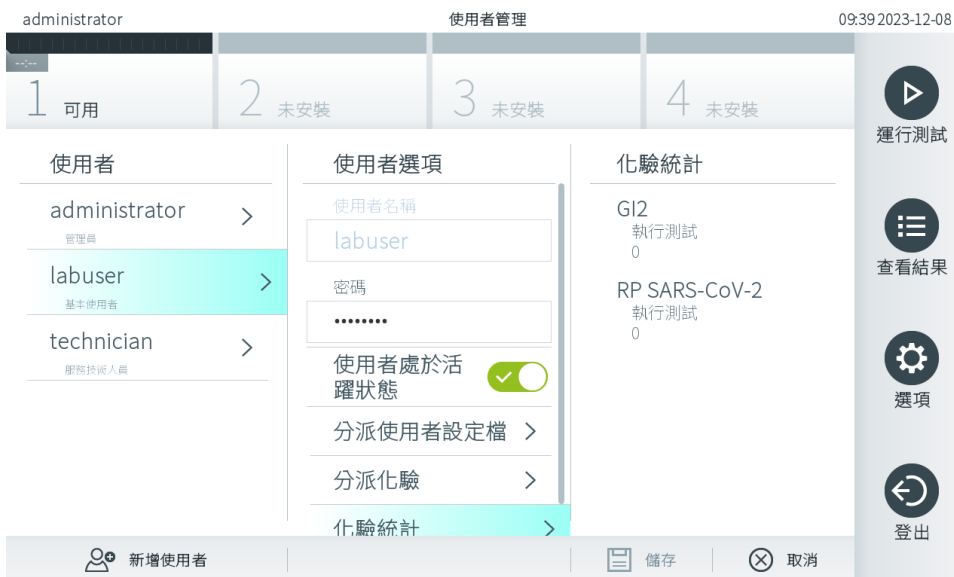 administrator 使用者管理 09:39 2023-12-08
--:--
1 可用 2 未安裝 3 未安裝 4 未安裝
運行測試
查看結果
選項
登出
使用者
administrator
管理員
labuser
基本使用者
technician
服務技術人員
使用者選項
使用者名稱
labuser
密碼
••••••••
使用者處於活
躍狀態
分派使用者設定檔
分派化驗
化驗統計
化驗統計
GI2
執行測試
0
RP SARS-CoV-2
執行測試
0
新增使用者 儲存 取消